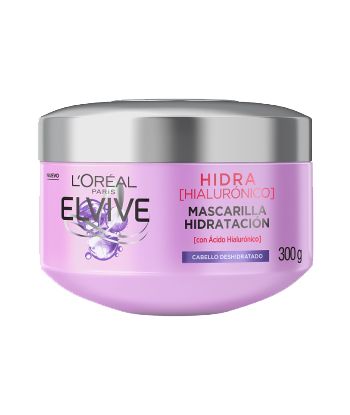 NUEVO
L'ORÉAL
PARIS
ELVIVE
HIDRA
[HIALURÓNICO]
MASCARILLA
HIDRATACIÓN
[con Ácido Hialurónico]
CABELLO DESHIDRATADO
300g